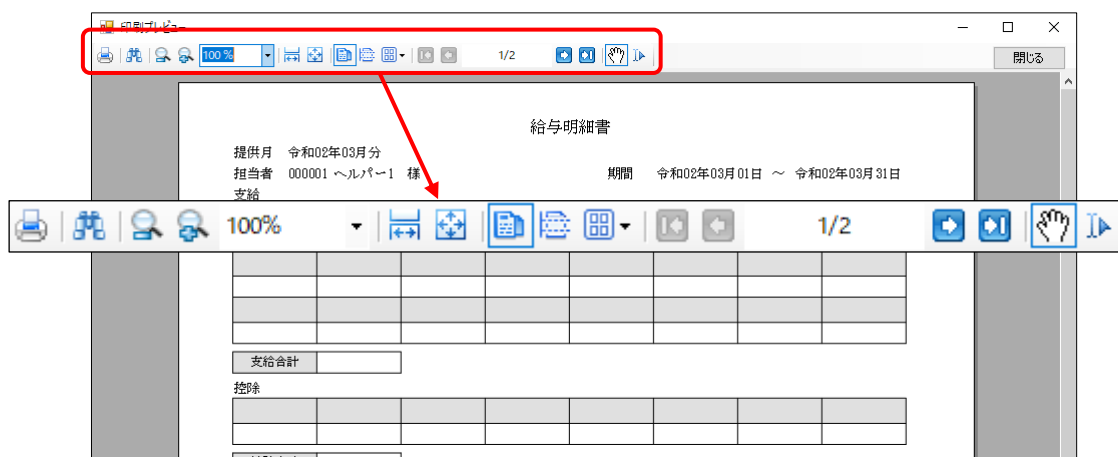 印刷プレビュー
100 %
1/2
閉じる
給与明細書
提供月 令和02年03月分
担当者 000001 ヘルパー1 様 期間 令和02年03月01日 ～ 令和02年03月31日
支給
100%
1/2
支給合計
控除